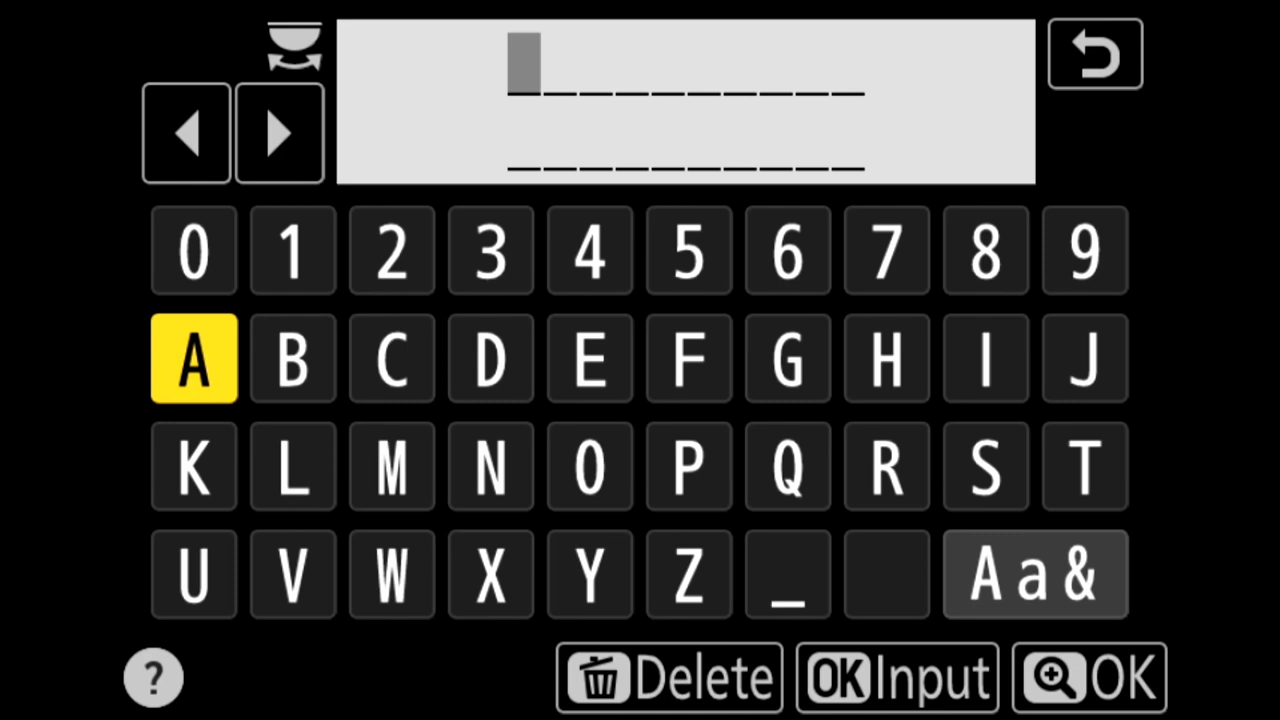 0 1 2 3 4 5 6 7 8 9
A B C D E F G H I J
K L M N O P Q R S T
U V W X Y Z _ Aa&
? Delete OK Input OK